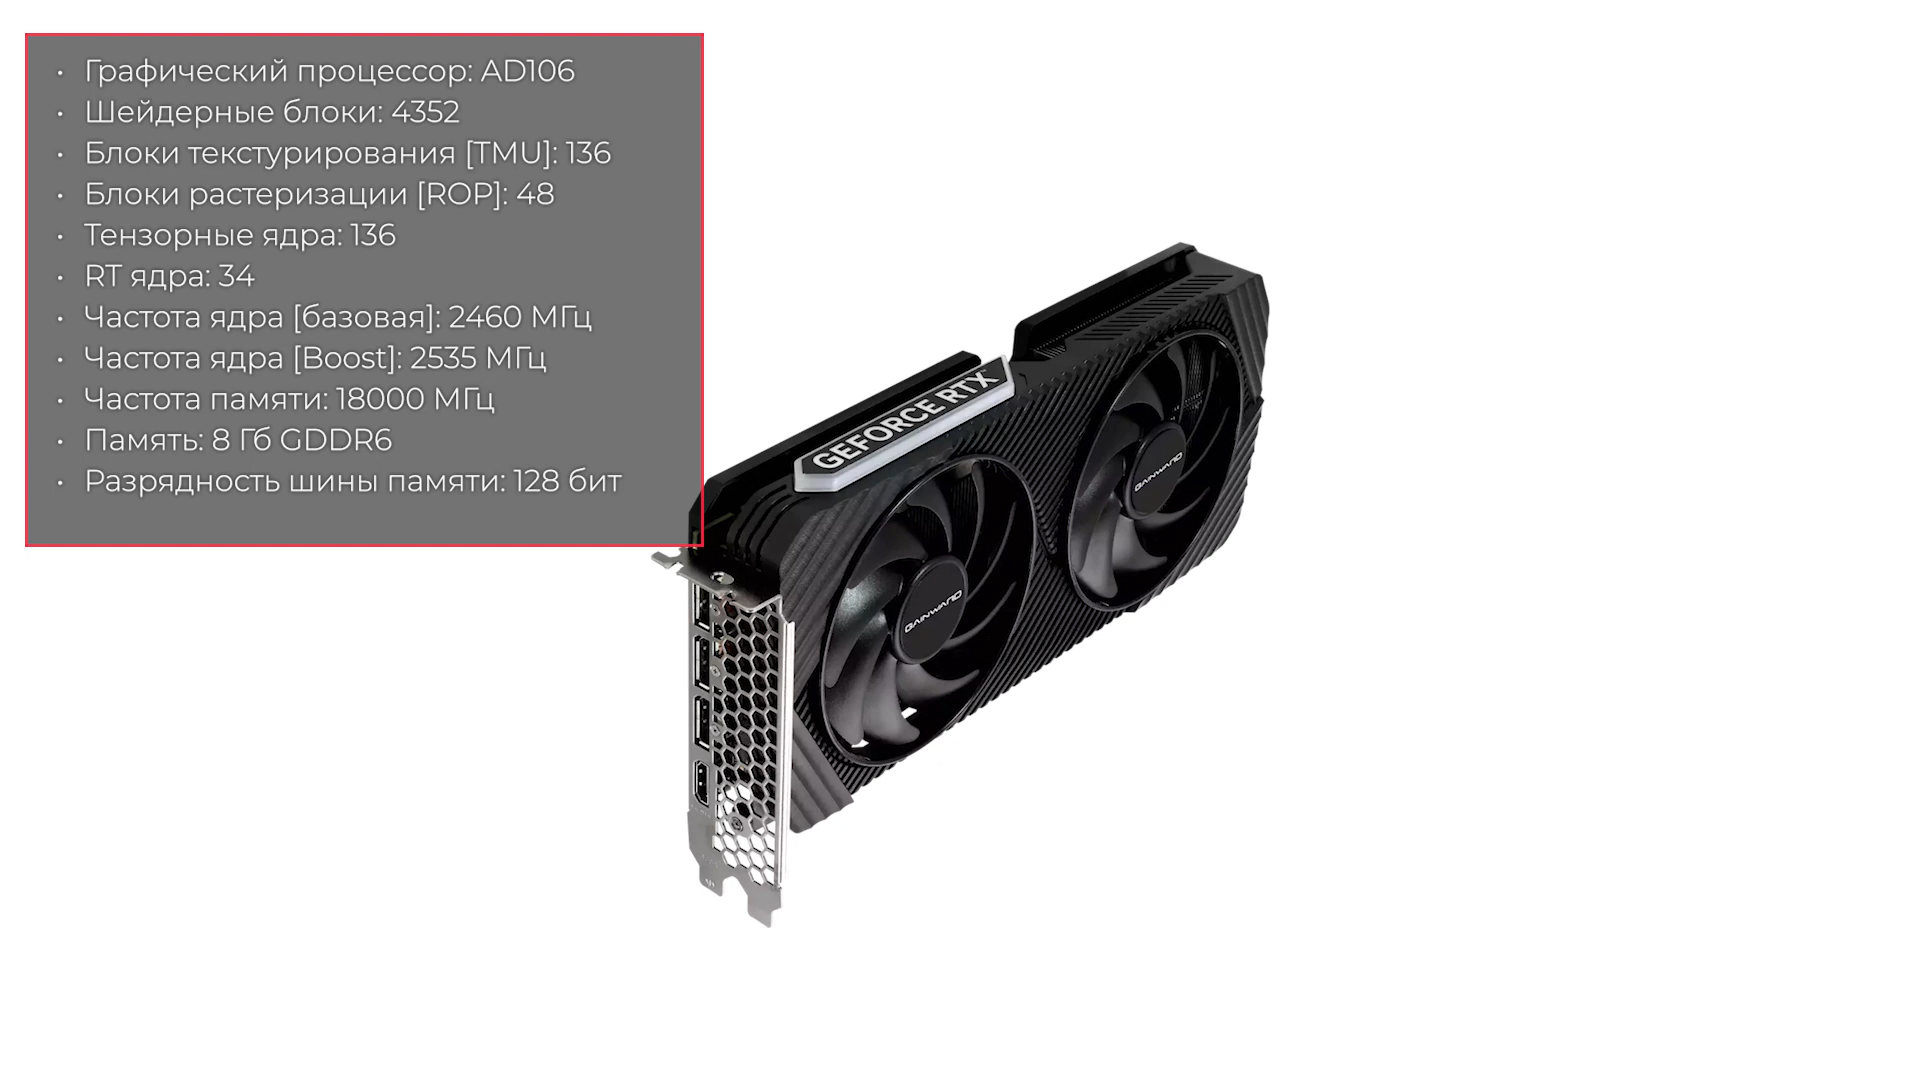 • Графический процессор: AD106
• Шейдерные блоки: 4352
• Блоки текстурирования [TMU]: 136
• Блоки растеризации [ROP]: 48
• Тензорные ядра: 136
• RT ядра: 34
• Частота ядра [базовая]: 2460 МГц
• Частота ядра [Boost]: 2535 МГц
• Частота памяти: 18000 МГц
• Память: 8 Гб GDDR6
• Разрядность шины памяти: 128 бит
GEFORCE RTX™
GAINWARD
GAINWARD